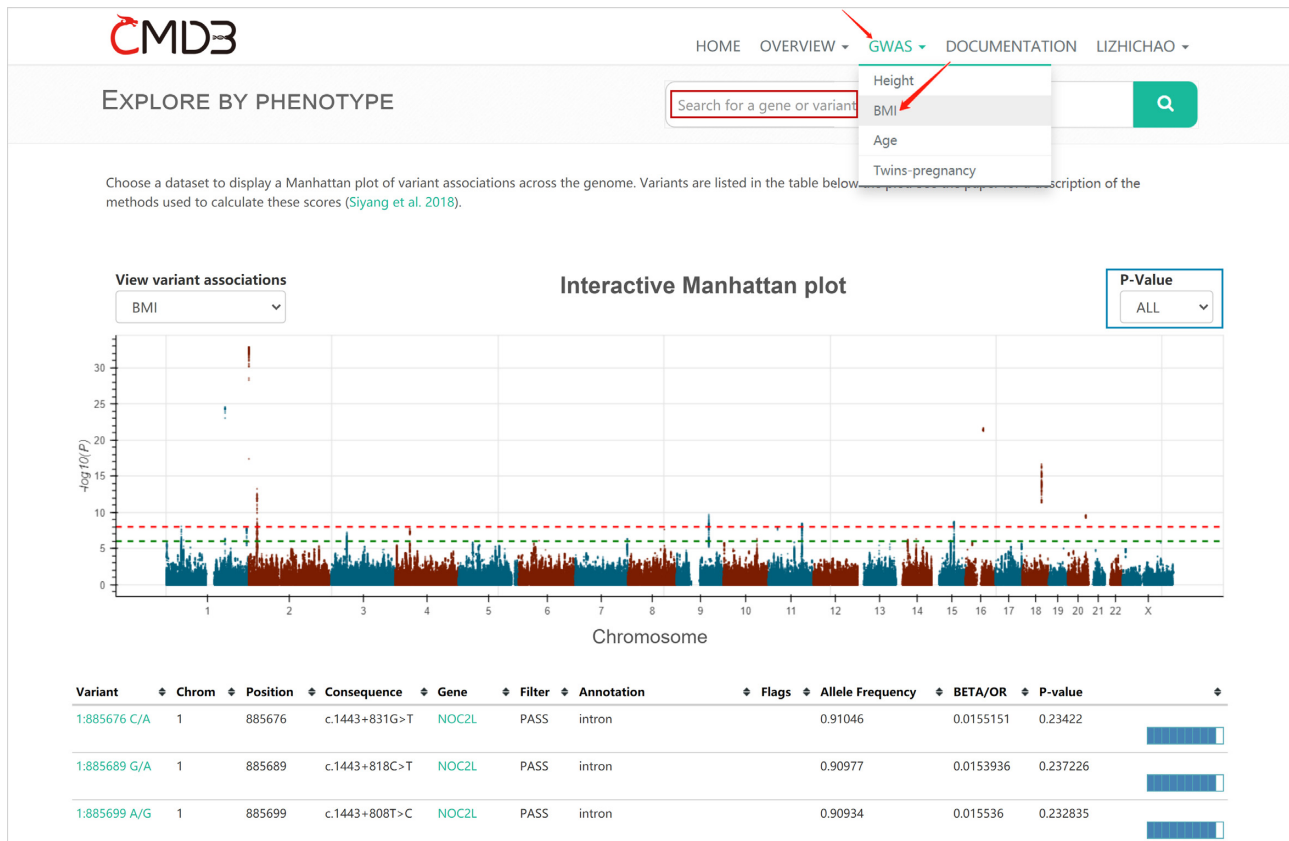 CMDB
HOME OVERVIEW GWAS DOCUMENTATION LIZHICHAO
EXPLORE BY PHENOTYPE
Search for a gene or variant
Height
BMI
Age
Twins-pregnancy
Choose a dataset to display a Manhattan plot of variant associations across the genome. Variants are listed in the table below scription of the
methods used to calculate these scores (Siyang et al. 2018).
View variant associations
BMI
Interactive Manhattan plot
P-Value
ALL
-log10(P)
30
25
20
15
10
5
0
1 2 3 4 5 6 7 8 9 10 11 12 13 14 15 16 17 18 19 20 21 22 X
Chromosome
Variant Chrom Position Consequence Gene Filter Annotation Flags Allele Frequency BETA/OR P-value
1:885676 C/A 1 885676 c.1443+831G>T NOC2L PASS intron 0.91046 0.0155151 0.23422
1:885689 G/A 1 885689 c.1443+818C>T NOC2L PASS intron 0.90977 0.0153936 0.237226
1:885699 A/G 1 885699 c.1443+808T>C NOC2L PASS intron 0.90934 0.015536 0.232835